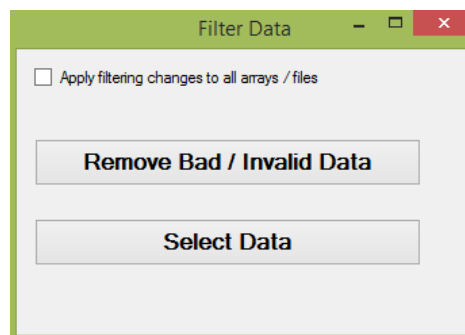 Filter Data
Apply filtering changes to all arrays / files
Remove Bad / Invalid Data
Select Data